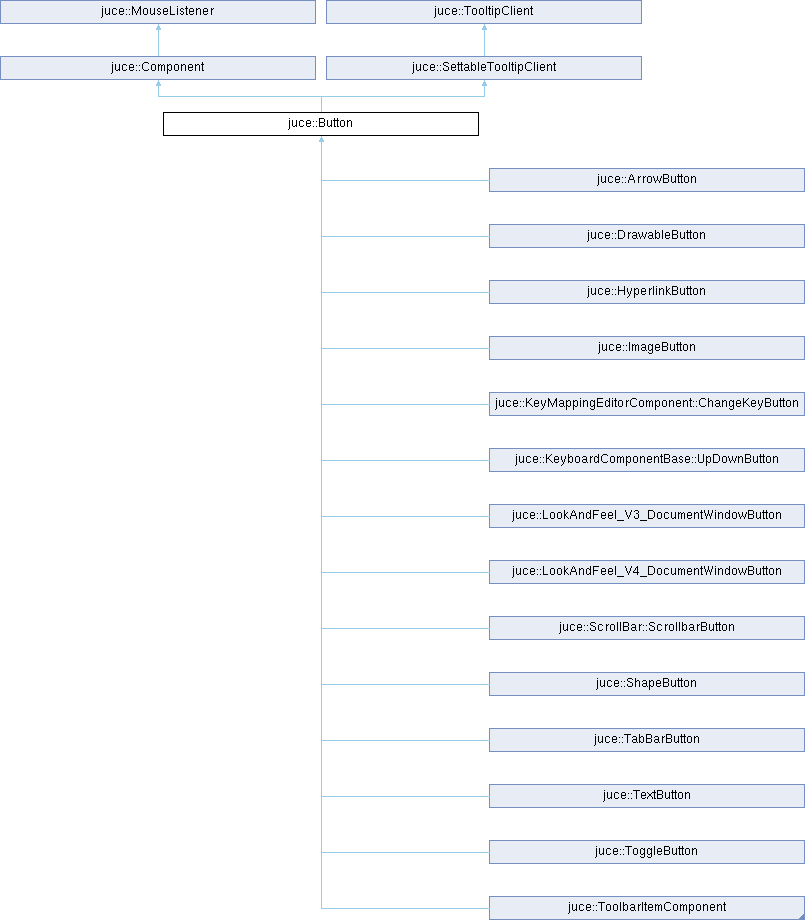 juce::MouseListener
juce::TooltipClient
juce::Component
juce::SettableTooltipClient
juce::Button
juce::ArrowButton
juce::DrawableButton
juce::HyperlinkButton
juce::ImageButton
juce::KeyMappingEditorComponent::ChangeKeyButton
juce::KeyboardComponentBase::UpDownButton
juce::LookAndFeel_V3_DocumentWindowButton
juce::LookAndFeel_V4_DocumentWindowButton
juce::ScrollBar::ScrollbarButton
juce::ShapeButton
juce::TabBarButton
juce::TextButton
juce::ToggleButton
juce::ToolbarItemComponent